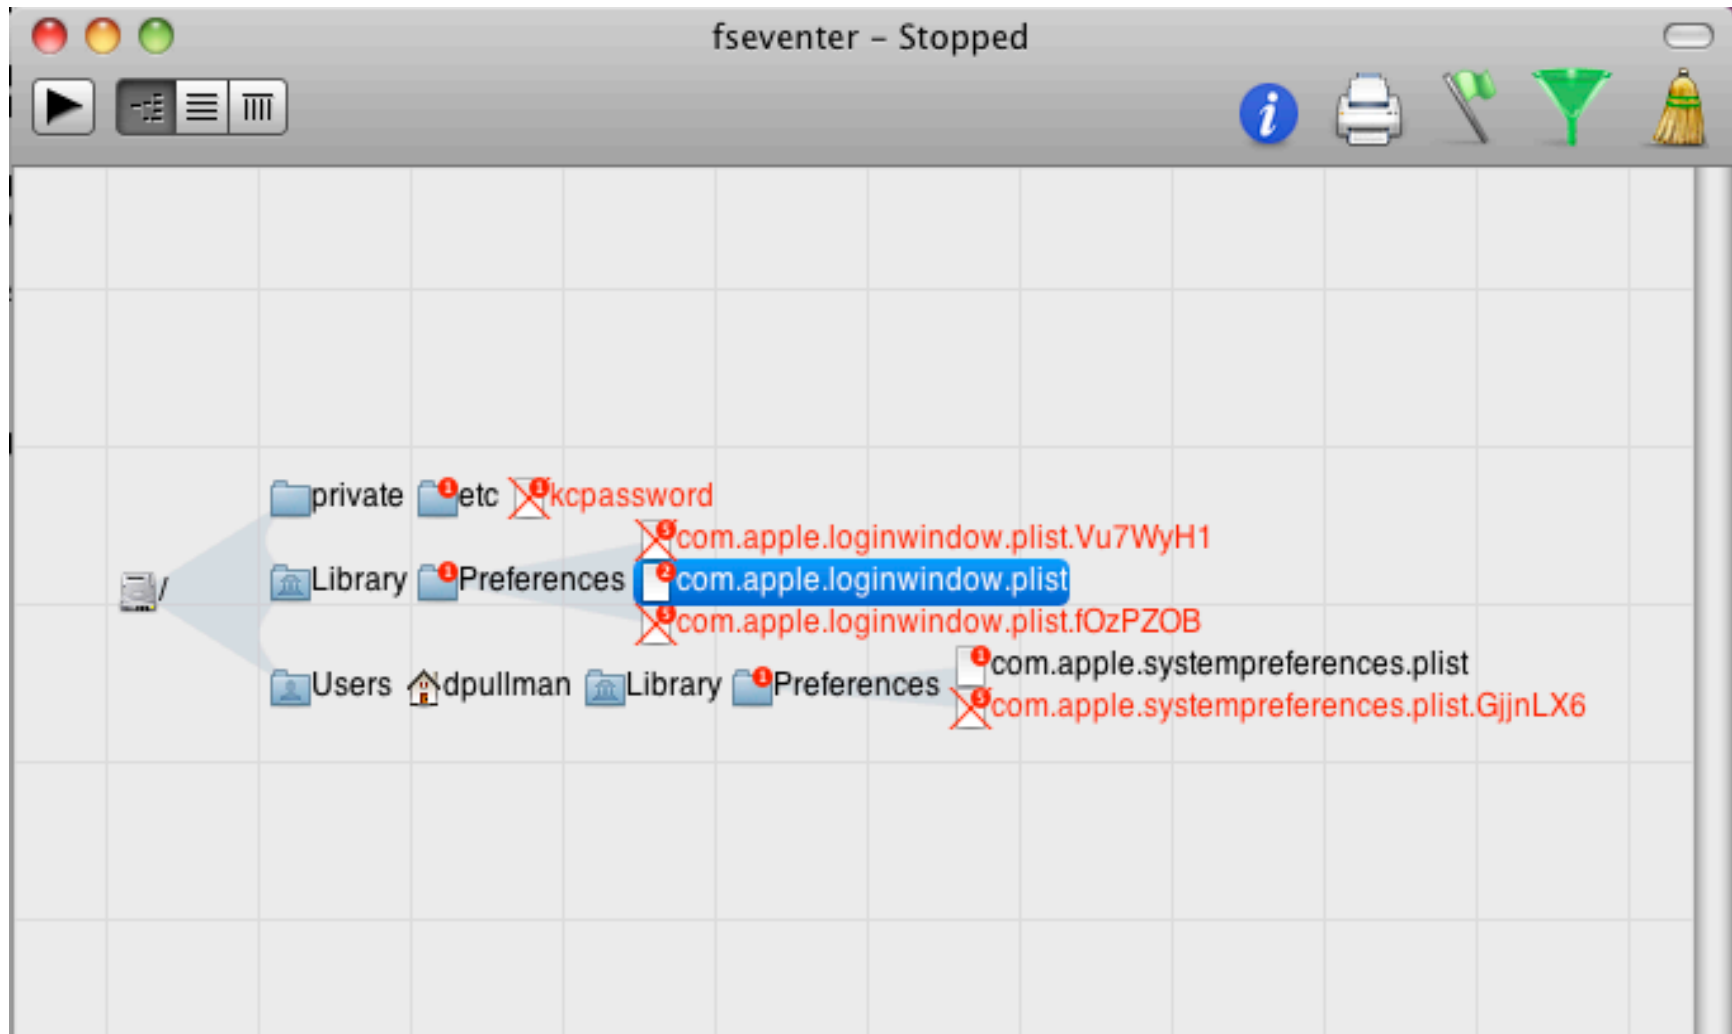 fseventer – Stopped
private etc kcpassword
com.apple.loginwindow.plist.Vu7WyH1
/ Library Preferences com.apple.loginwindow.plist
com.apple.loginwindow.plist.fOzPZOB
com.apple.systempreferences.plist
Users dpullman Library Preferences
com.apple.systempreferences.plist.GjjnLX6